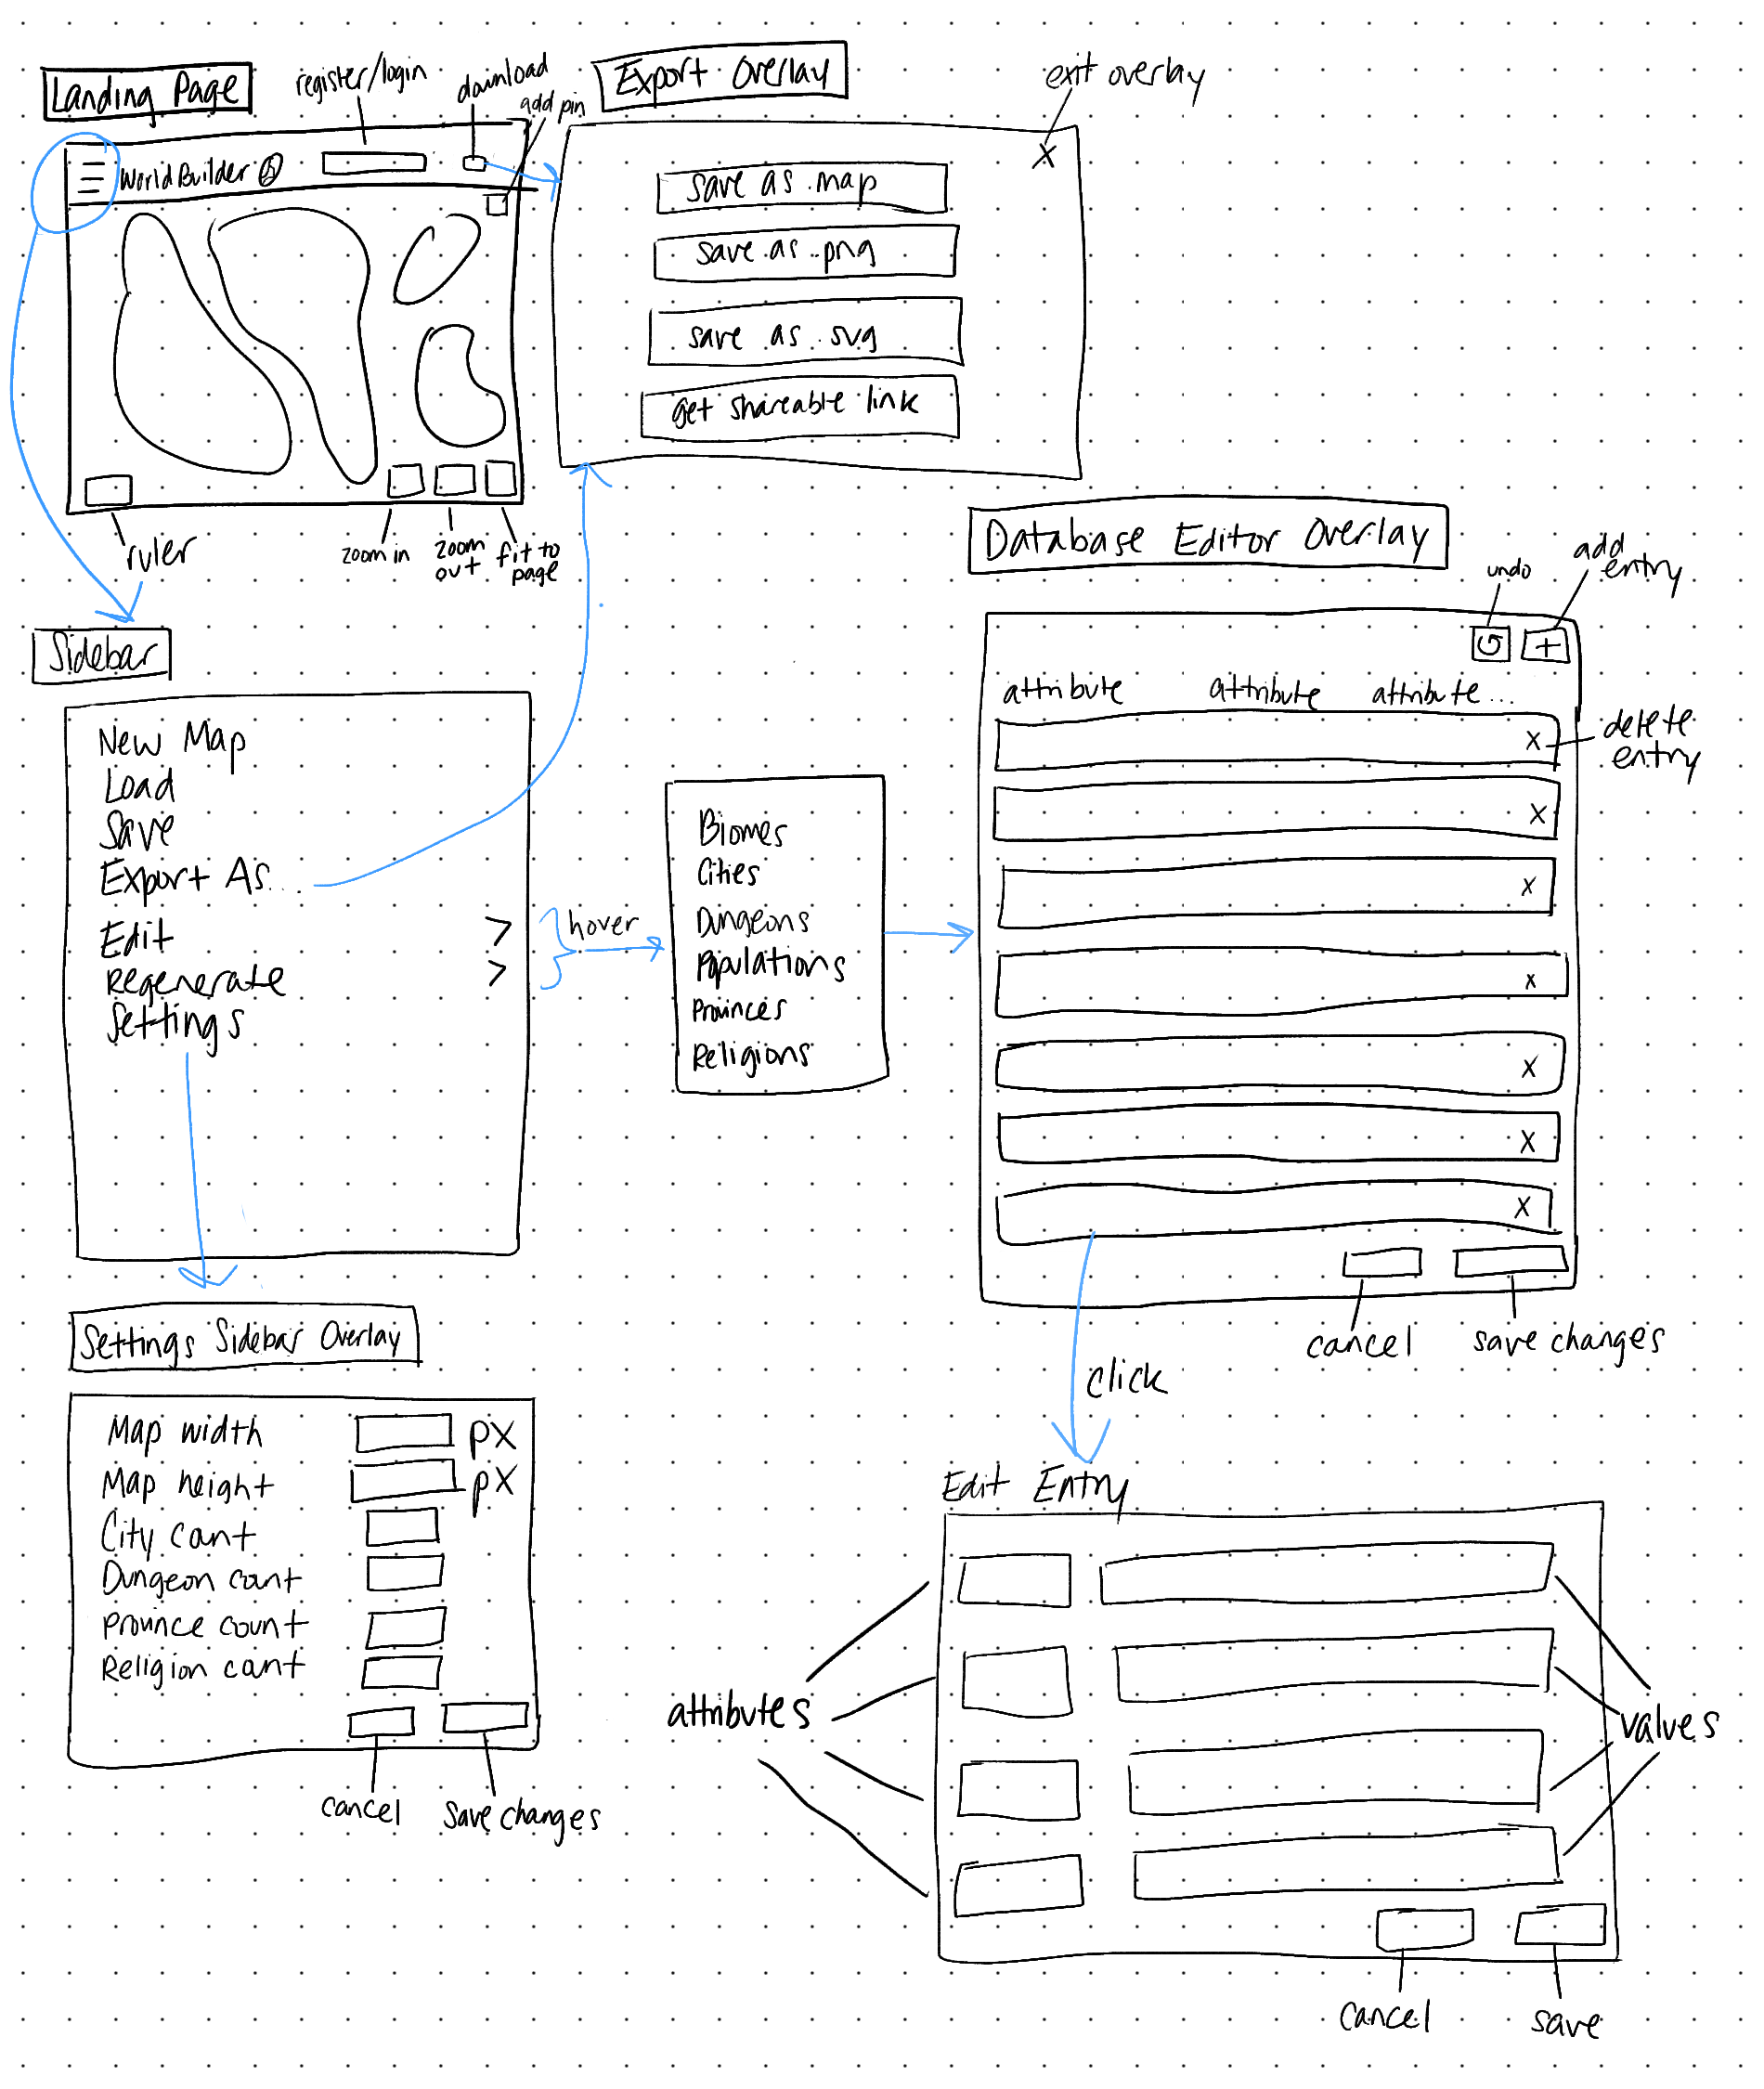 Landing Page
register/login
download
add pin
WorldBuilder
ruler
zoom in
zoom out
fit to page
Export Overlay
exit overlay
X
save as .map
save as .png
save as .svg
get shareable link
Sidebar
New Map
Load
Save
Export As...
Edit >
Regenerate >
Settings
hover
Biomes
Cities
Dungeons
Populations
Provinces
Religions
Database Editor Overlay
undo
add entry
+
attribute attribute attribute...
X
delete entry
X
X
X
X
X
X
cancel
save changes
click
Settings Sidebar Overlay
Map width px
Map height px
City count
Dungeon count
Province count
Religion count
cancel
save changes
Edit Entry
attributes
values
cancel
save